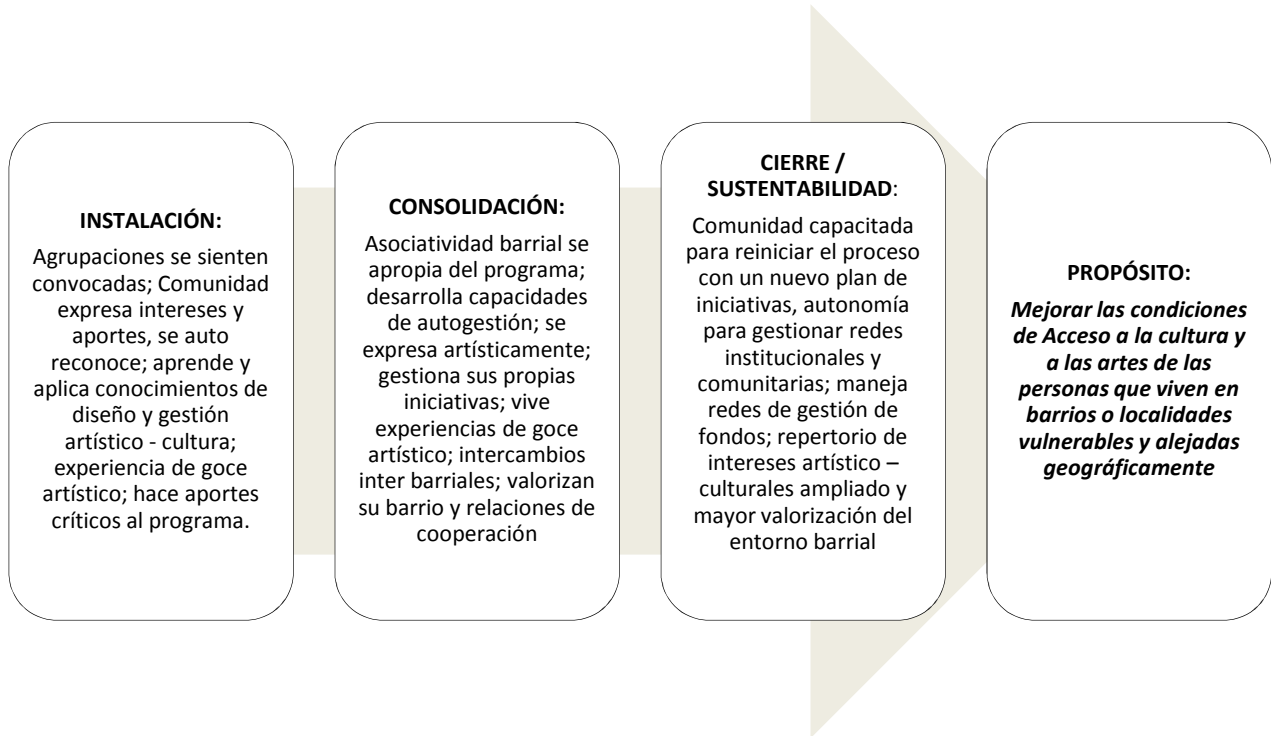 INSTALACIÓN:
Agrupaciones se sienten
convocadas; Comunidad
expresa intereses y
aportes, se auto
reconoce; aprende y
aplica conocimientos de
diseño y gestión
artístico - cultura;
experiencia de goce
artístico; hace aportes
críticos al programa.
CONSOLIDACIÓN:
Asociatividad barrial se
apropia del programa;
desarrolla capacidades
de autogestión; se
expresa artísticamente;
gestiona sus propias
iniciativas; vive
experiencias de goce
artístico; intercambios
inter barriales; valorizan
su barrio y relaciones de
cooperación
CIERRE /
SUSTENTABILIDAD:
Comunidad capacitada
para reiniciar el proceso
con un nuevo plan de
iniciativas, autonomía
para gestionar redes
institucionales y
comunitarias; maneja
redes de gestión de
fondos; repertorio de
intereses artístico –
culturales ampliado y
mayor valorización del
entorno barrial
PROPÓSITO:
Mejorar las condiciones
de Acceso a la cultura y
a las artes de las
personas que viven en
barrios o localidades
vulnerables y alejadas
geográficamente